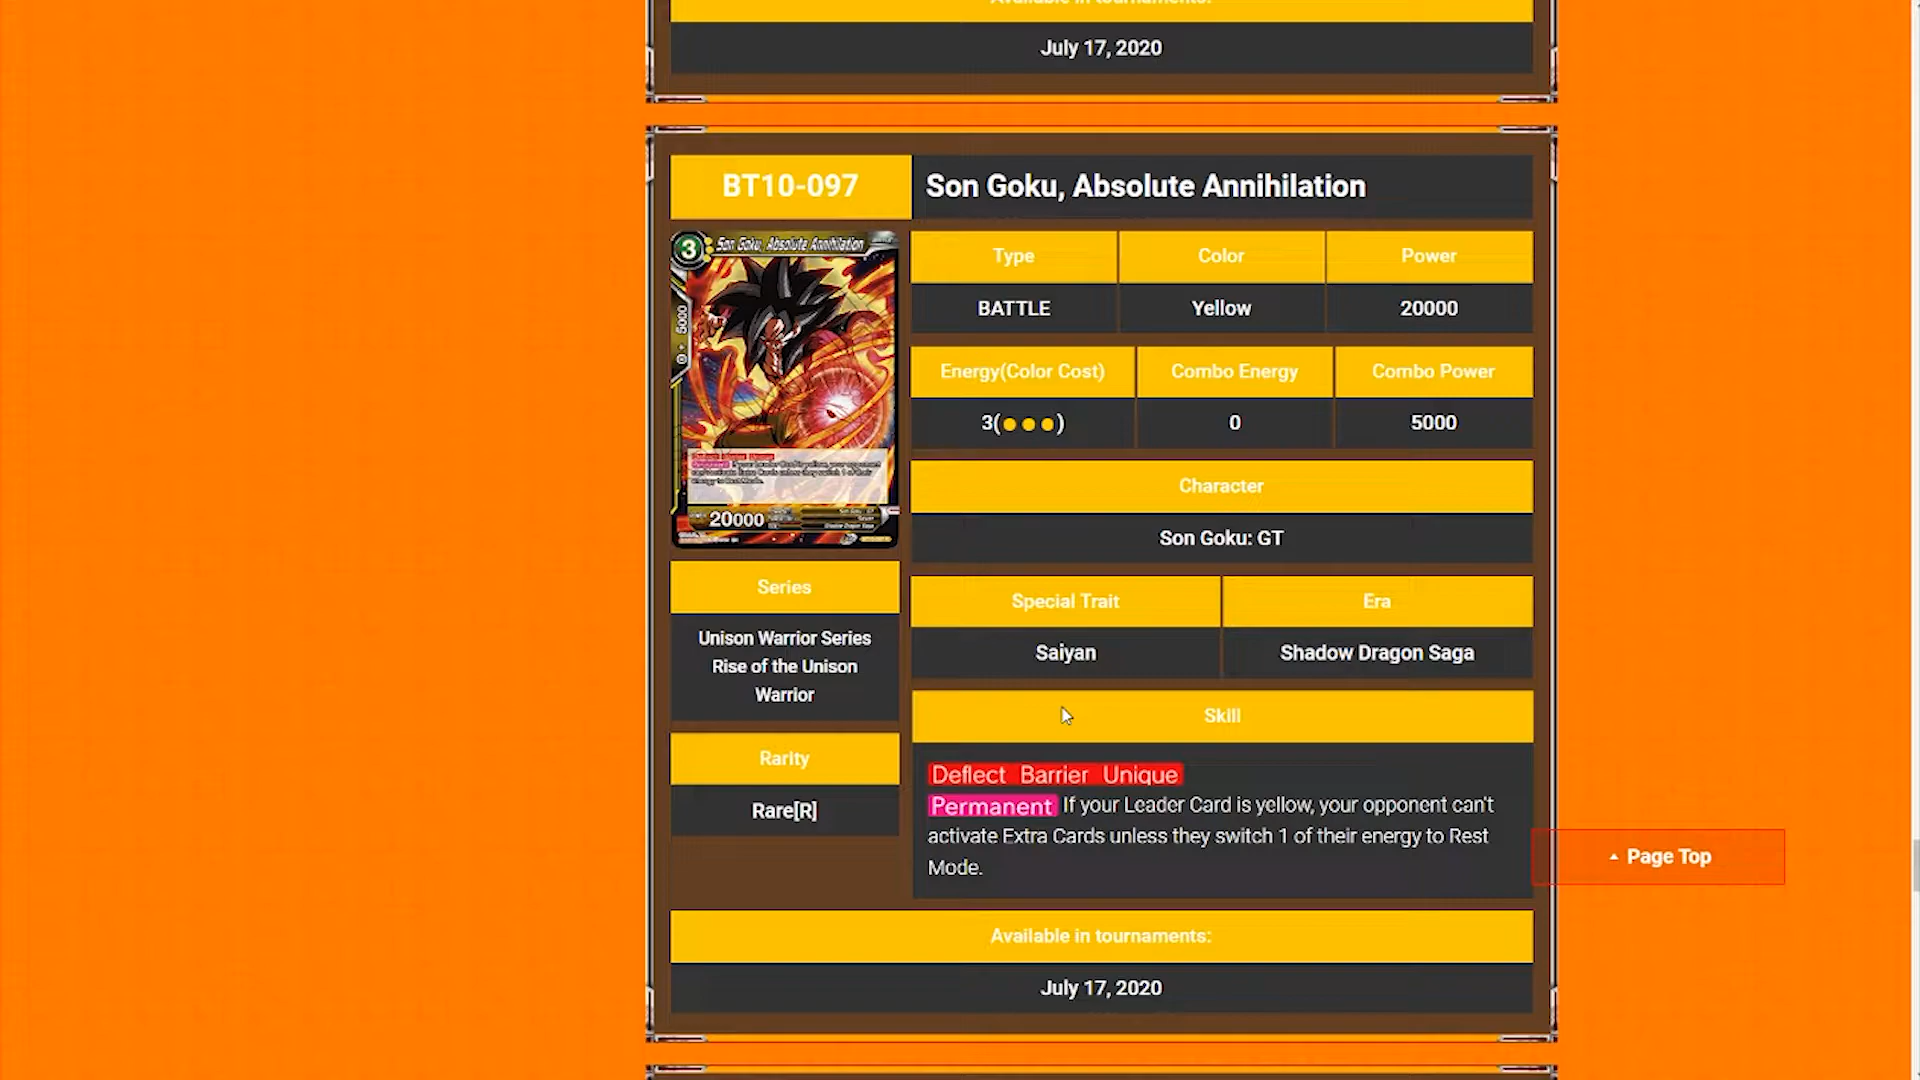 Available in tournaments:
July 17, 2020
BT10-097
Son Goku, Absolute Annihilation
3
Son Goku, Absolute Annihilation
5000
20000
Type
Color
Power
BATTLE
Yellow
20000
Energy(Color Cost)
Combo Energy
Combo Power
3(●●●)
0
5000
Character
Son Goku: GT
Special Trait
Era
Saiyan
Shadow Dragon Saga
Series
Unison Warrior Series
Rise of the Unison
Warrior
Rarity
Rare[R]
Skill
Deflect Barrier Unique
Permanent If your Leader Card is yellow, your opponent can't
activate Extra Cards unless they switch 1 of their energy to Rest
Mode.
Page Top
Available in tournaments:
July 17, 2020